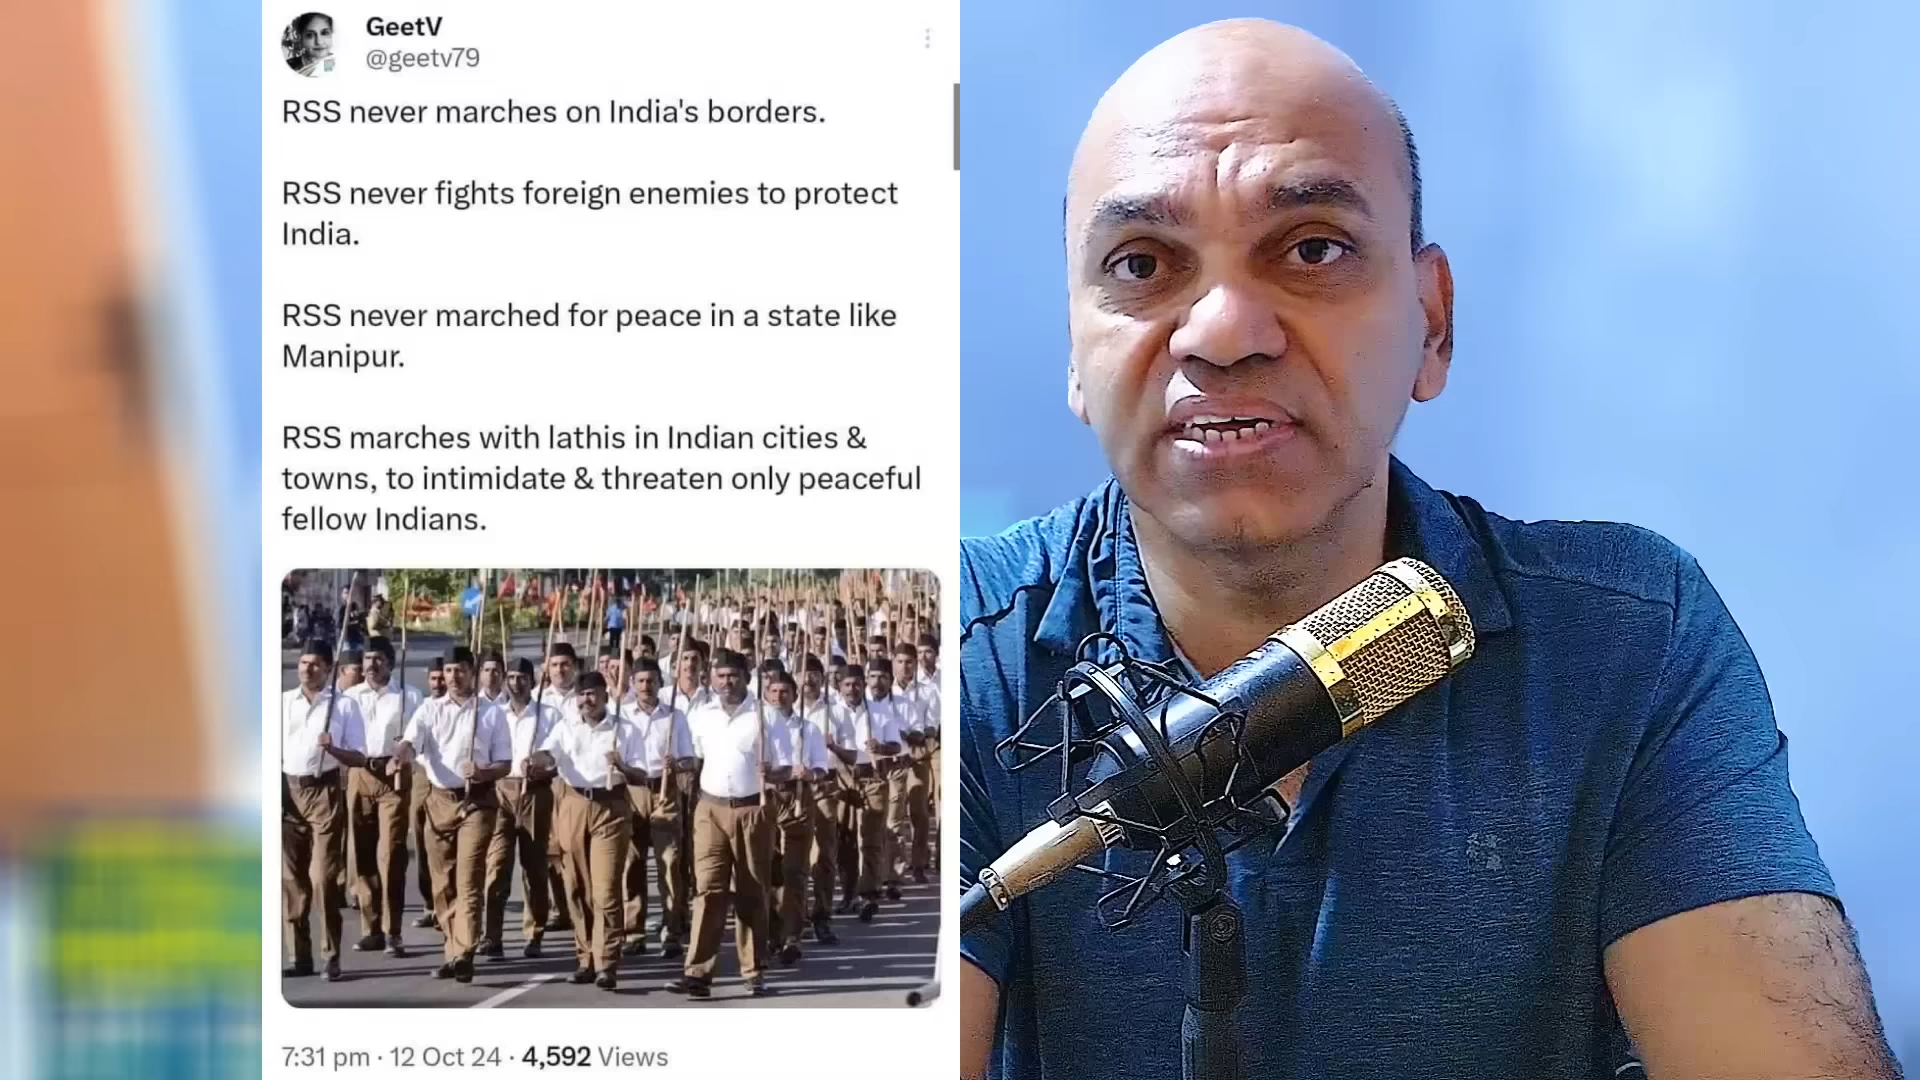 GeetV
@geetv79
RSS never marches on India's borders.
RSS never fights foreign enemies to protect
India.
RSS never marched for peace in a state like
Manipur.
RSS marches with lathis in Indian cities &
towns, to intimidate & threaten only peaceful
fellow Indians.
7:31 pm · 12 Oct 24 · 4,592 Views